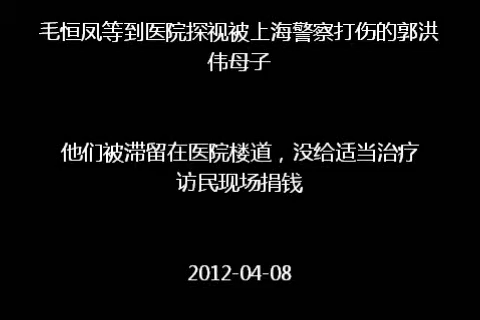 毛恒凤等到医院探视被上海警察打伤的郭洪
伟母子
他们被滞留在医院楼道，没给适当治疗
访民现场捐钱
2012-04-08